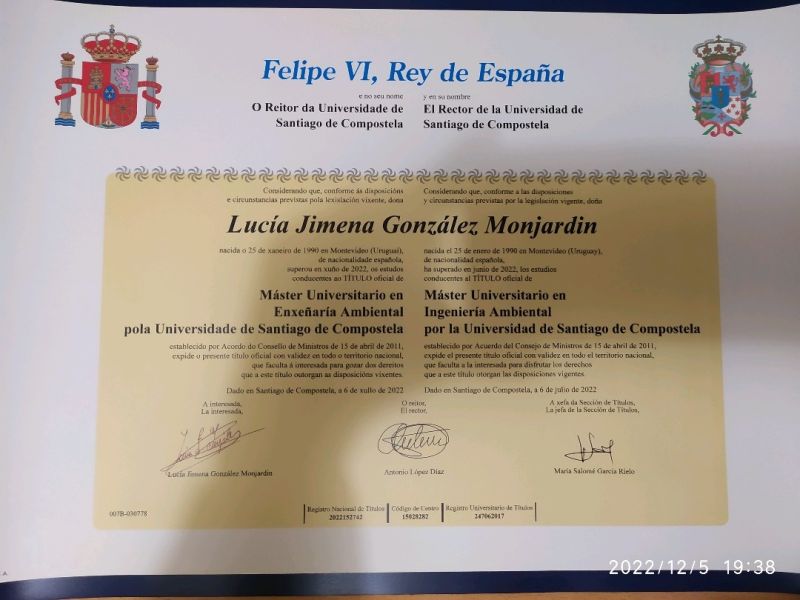 Felipe VI, Rey de España
e no seu nome
O Reitor da Universidade de
Santiago de Compostela
y en su nombre
El Rector de la Universidad de
Santiago de Compostela
Considerando que, conforme ás disposicións
e circunstancias previstas pola lexislación vixente, dona
Considerando que, conforme a las disposiciones
y circunstancias previstas por la legislación vigente, doña
Lucía Jimena González Monjardin
nacida o 25 de xaneiro de 1990 en Montevideo (Uruguai),
de nacionalidade española,
superou en xuño de 2022, os estudos
conducentes ao TÍTULO oficial de
nacida el 25 de enero de 1990 en Montevideo (Uruguay),
de nacionalidad española,
ha superado en junio de 2022, los estudios
conducentes al TÍTULO oficial de
Máster Universitario en
Enxeñaría Ambiental
pola Universidade de Santiago de Compostela
Máster Universitario en
Ingeniería Ambiental
por la Universidad de Santiago de Compostela
establecido por Acordo do Consello de Ministros de 15 de abril de 2011,
expide o presente título oficial con validez en todo o territorio nacional,
que faculta á interesada para gozar dos dereitos
que a este título outorgan as disposicións vixentes.
establecido por Acuerdo del Consejo de Ministros de 15 de abril de 2011,
expide el presente título oficial con validez en todo el territorio nacional,
que faculta a la interesada para disfrutar los derechos
que a este título otorgan las disposiciones vigentes.
Dado en Santiago de Compostela, a 6 de xullo de 2022
Dado en Santiago de Compostela, a 6 de julio de 2022
A interesada,
La interesada,
O reitor,
El rector,
A xefa da Sección de Títulos,
La jefa de la Sección de Títulos,
Lucía Jimena González Monjardin
Antonio López Díaz
María Salomé García Rielo
007B-030778
Registro Nacional de Títulos
2022152742
Código de Centro
15028282
Registro Universitario de Títulos
247062017
2022/12/5 19:38